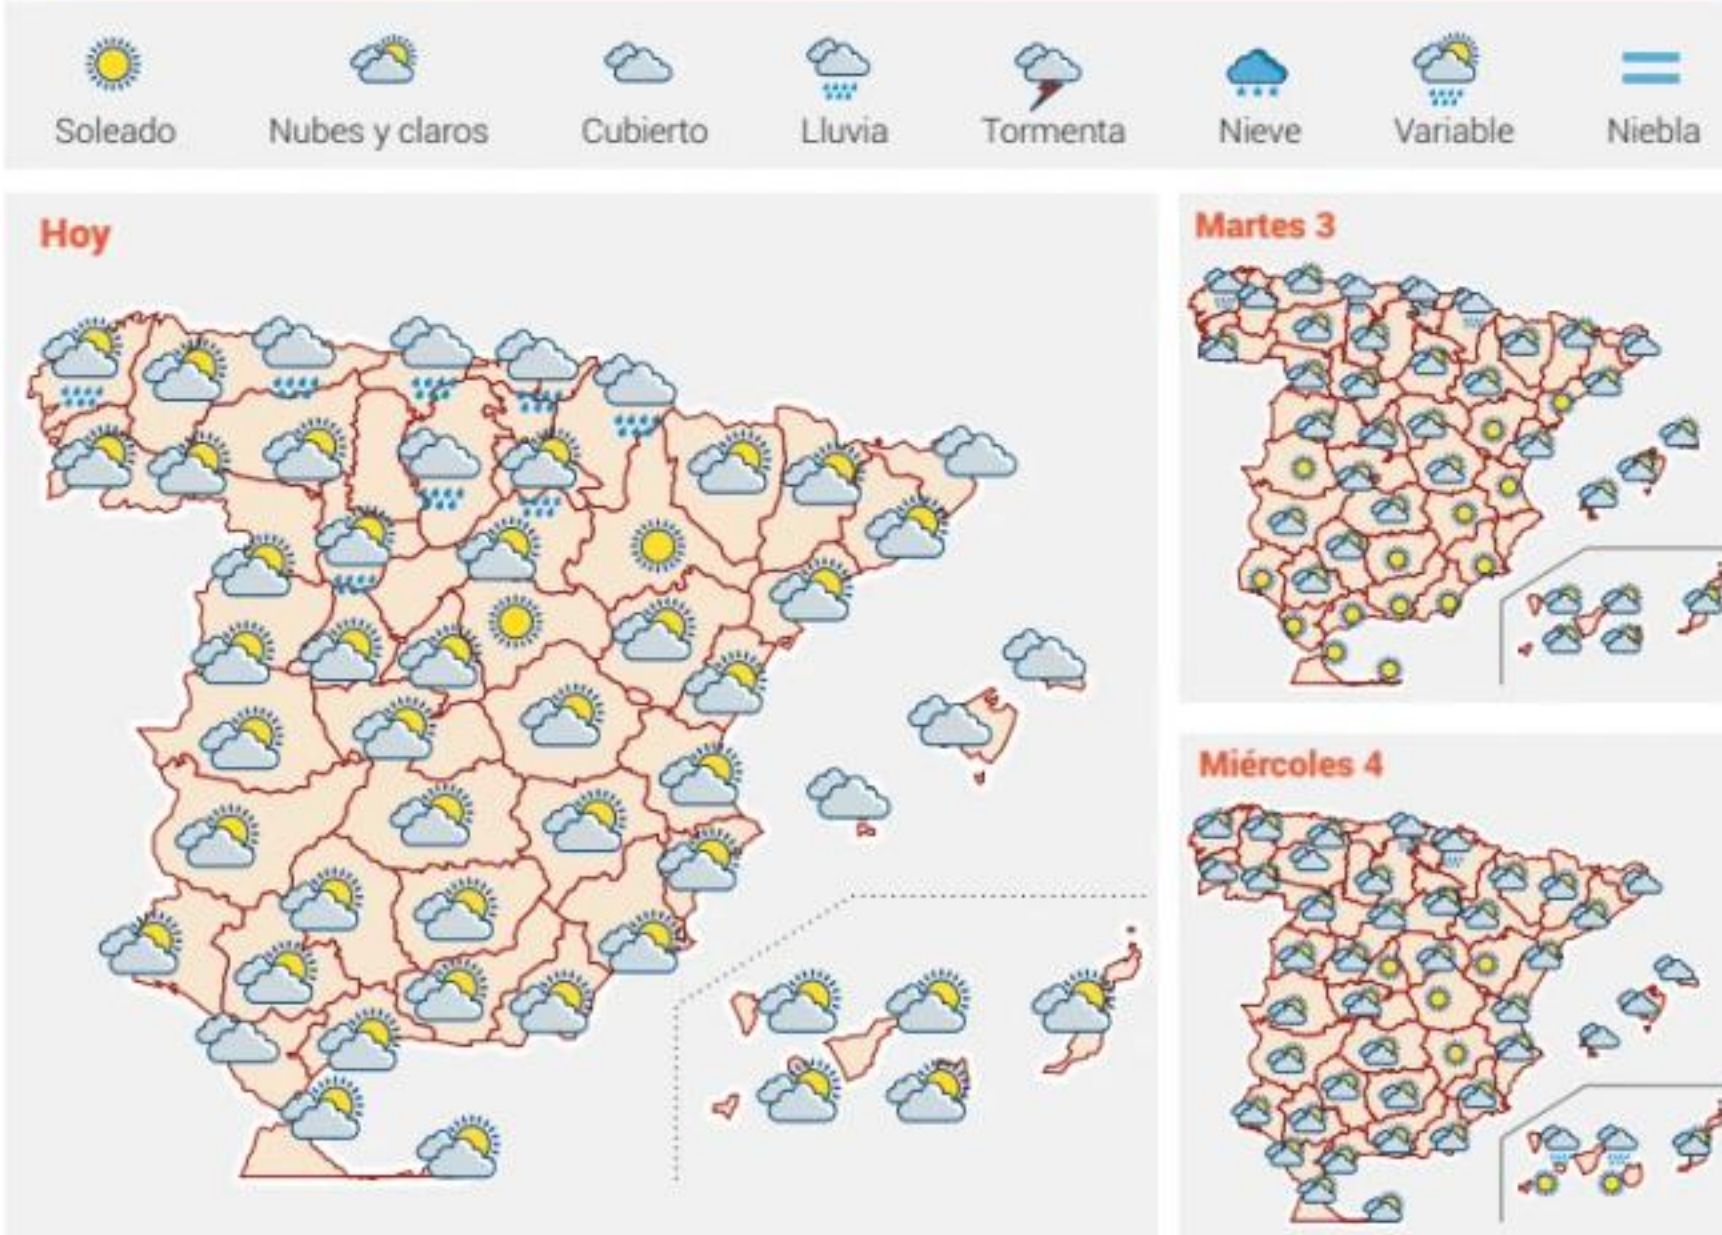 Soleado
Nubes y claros
Cubierto
Lluvia
Tormenta
Nieve
Variable
Niebla
Hoy
Martes 3
Miércoles 4